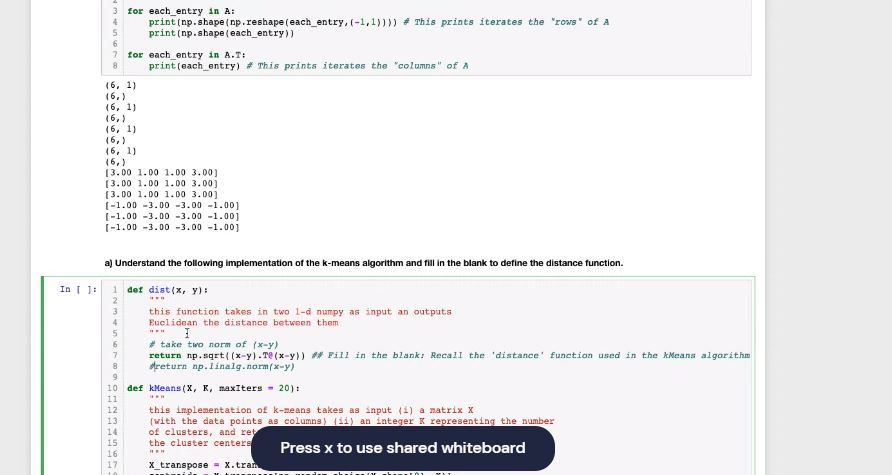 2
3 for each_entry in A:
4 print(np.shape(np.reshape(each_entry,(-1,1)))) # This prints iterates the "rows" of A
5 print(np.shape(each_entry))
6
7 for each_entry in A.T:
8 print(each_entry) # This prints iterates the "columns" of A
(6, 1)
(6,)
(6, 1)
(6,)
(6, 1)
(6,)
(6, 1)
(6,)
[3.00 1.00 1.00 3.00]
[3.00 1.00 1.00 3.00]
[3.00 1.00 1.00 3.00]
[-1.00 -3.00 -3.00 -1.00]
[-1.00 -3.00 -3.00 -1.00]
[-1.00 -3.00 -3.00 -1.00]
a) Understand the following implementation of the k-means algorithm and fill in the blank to define the distance function.
In [ ]: 1 def dist(x, y):
2 """
3 this function takes in two 1-d numpy as input an outputs
4 Euclidean the distance between them
5 """
6 # take two norm of (x-y)
7 return np.sqrt((x-y).T@(x-y)) ## Fill in the blank: Recall the 'distance' function used in the kMeans algorithm
8 #return np.linalg.norm(x-y)
9
10 def kMeans(X, K, maxIters = 20):
11 """
12 this implementation of k-means takes as input (i) a matrix X
13 (with the data points as columns) (ii) an integer K representing the number
14 of clusters, and
15 the cluster centers
16 """
17 X_transpose =
Press x to use shared whiteboard